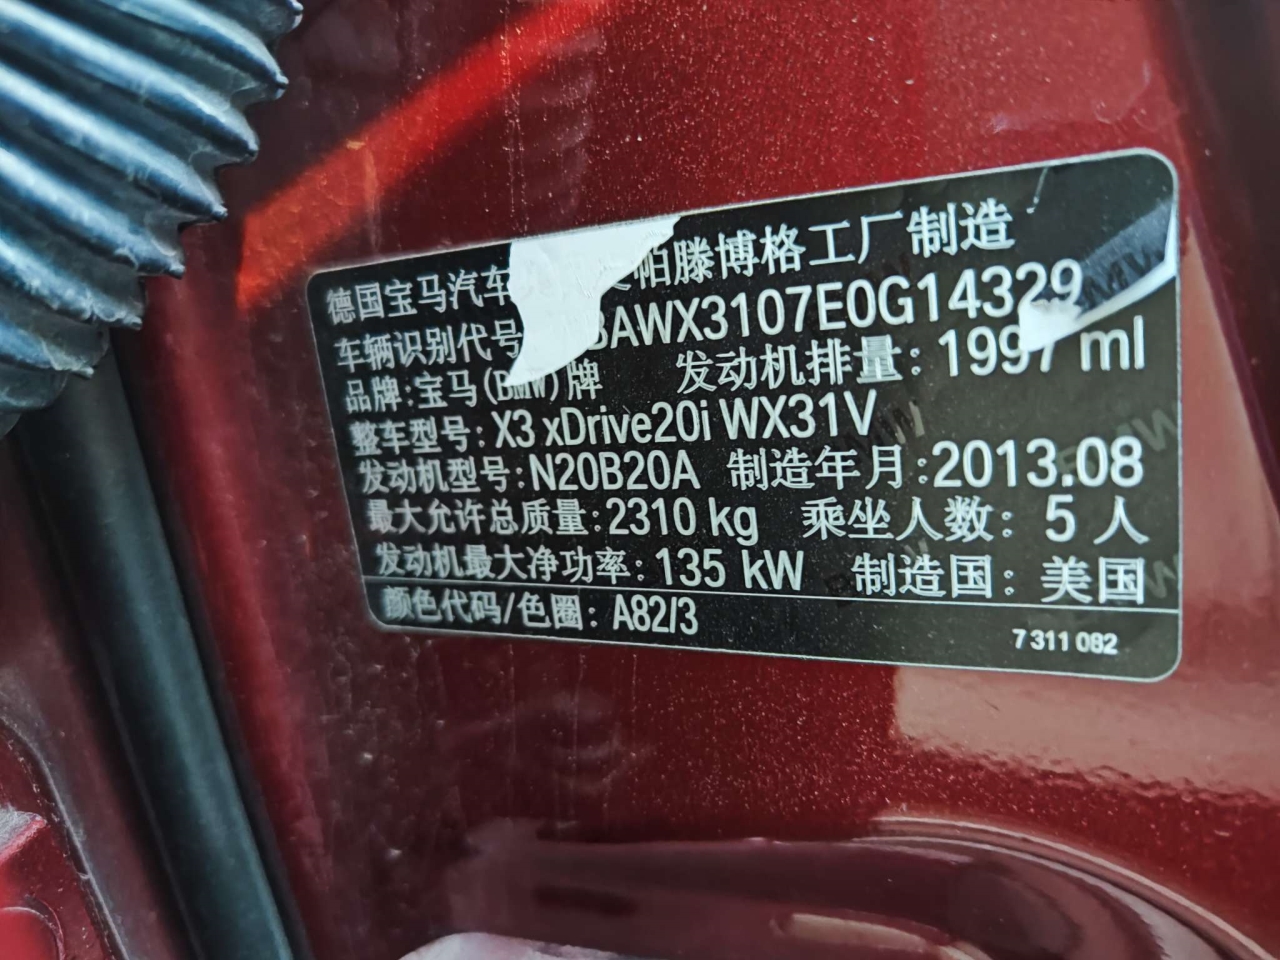 德国宝马汽车 帕滕博格工厂制造
车辆识别代号 BAWX3107E0G14329
品牌:宝马(BMW)牌 发动机排量: 1997 ml
整车型号: X3 xDrive20i WX31V
发动机型号: N20B20A 制造年月:2013.08
最大允许总质量: 2310 kg 乘坐人数: 5 人
发动机最大净功率: 135 kW 制造国: 美国
颜色代码/色圈: A82/3
7 311 082